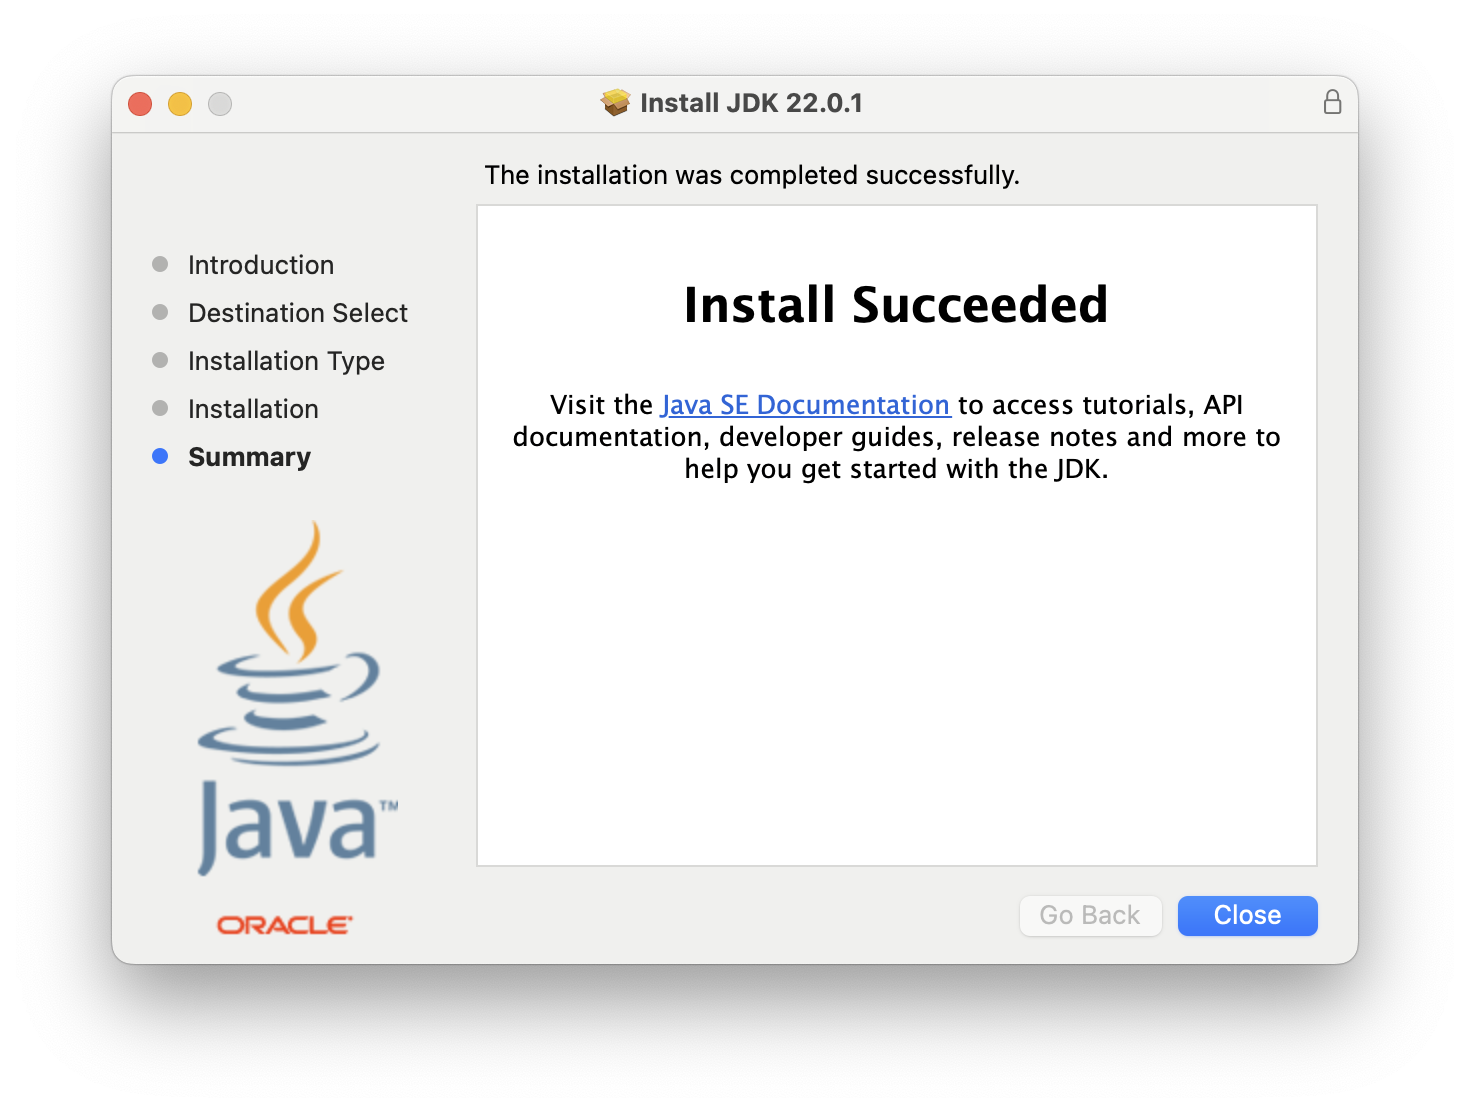 Install JDK 22.0.1
The installation was completed successfully.
Introduction
Destination Select
Installation Type
Installation
Summary
Install Succeeded
Visit the Java SE Documentation to access tutorials, API
documentation, developer guides, release notes and more to
help you get started with the JDK.
Java™
ORACLE
Go Back
Close